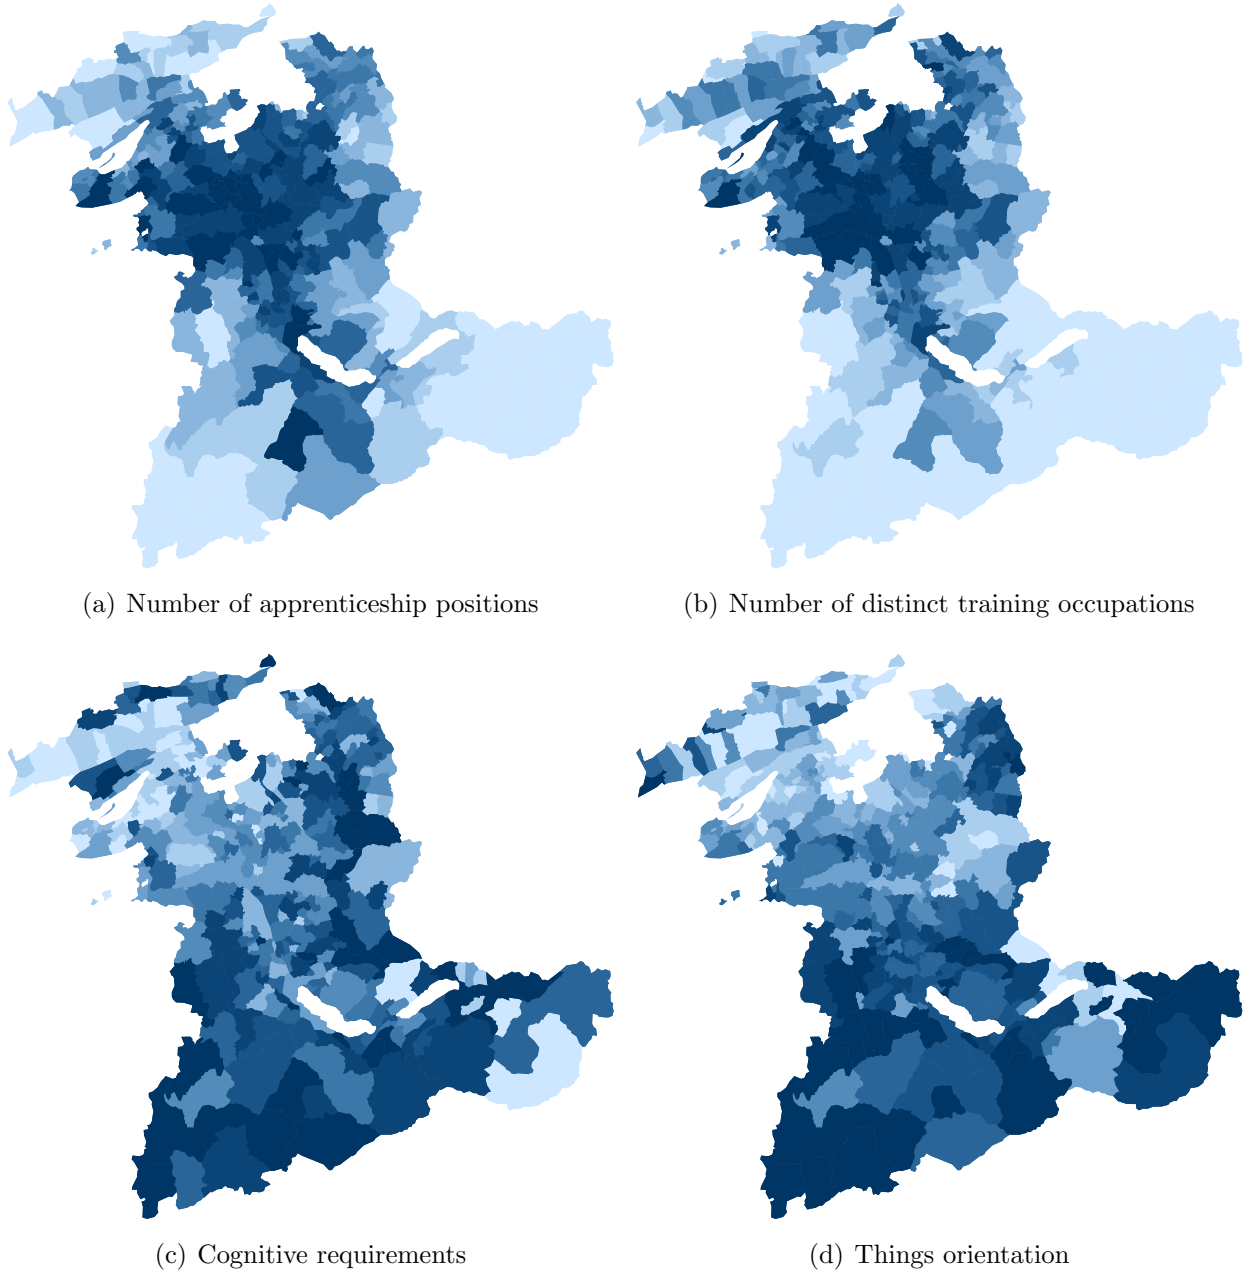 (a) Number of apprenticeship positions
(b) Number of distinct training occupations
(c) Cognitive requirements
(d) Things orientation